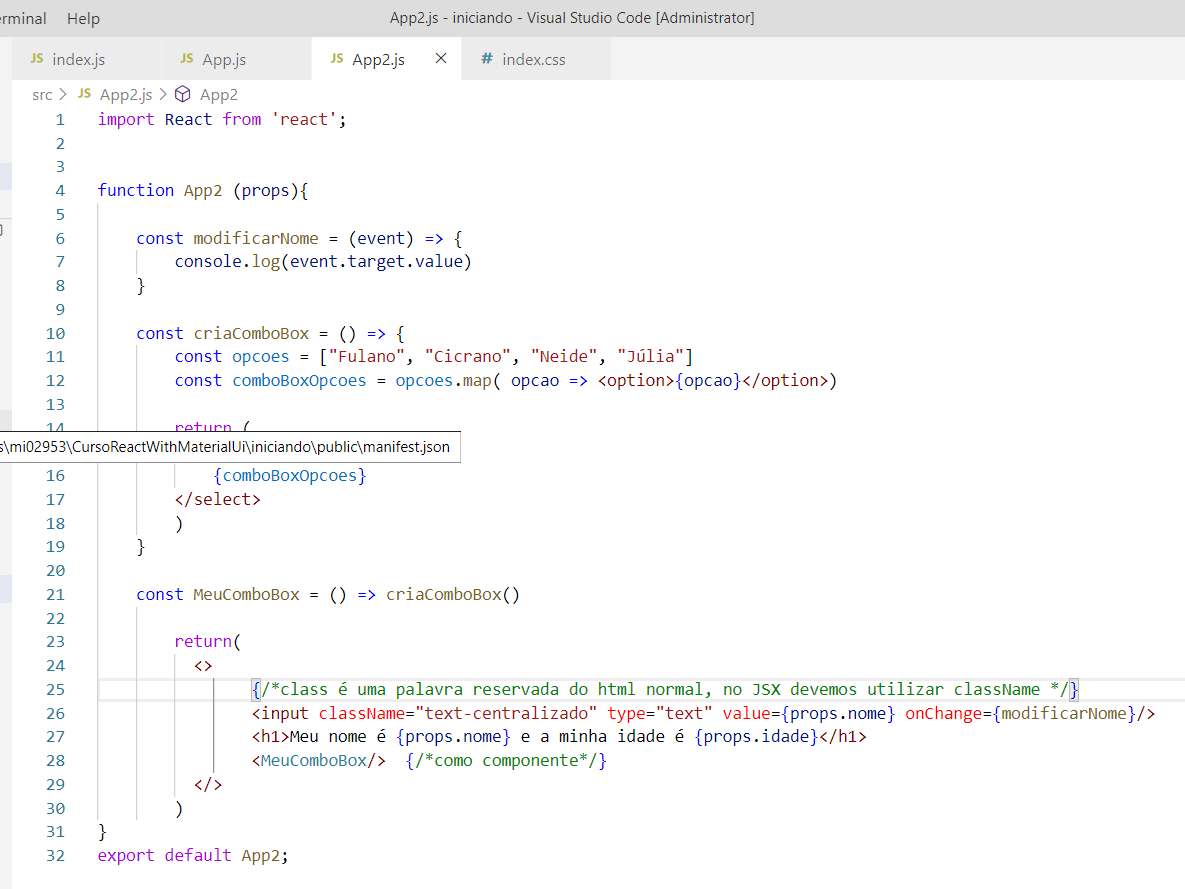 erminal Help App2.js - iniciando - Visual Studio Code [Administrator]
JS index.js JS App.js JS App2.js # index.css
src > JS App2.js > App2
1 import React from 'react';
2
3
4 function App2 (props){
5
6 const modificarNome = (event) => {
7 console.log(event.target.value)
8 }
9
10 const criaComboBox = () => {
11 const opcoes = ["Fulano", "Cicrano", "Neide", "Júlia"]
12 const comboBoxOpcoes = opcoes.map( opcao => <option>{opcao}</option>)
13
14 return (
s\mi02953\CursoReactWithMaterialUi\iniciando\public\manifest.json
16 {comboBoxOpcoes}
17 </select>
18 )
19 }
20
21 const MeuComboBox = () => criaComboBox()
22
23 return(
24 <>
25 {/*class é uma palavra reservada do html normal, no JSX devemos utilizar className */}
26 <input className="text-centralizado" type="text" value={props.nome} onChange={modificarNome}/>
27 <h1>Meu nome é {props.nome} e a minha idade é {props.idade}</h1>
28 <MeuComboBox/> {/*como componente*/}
29 </>
30 )
31 }
32 export default App2;